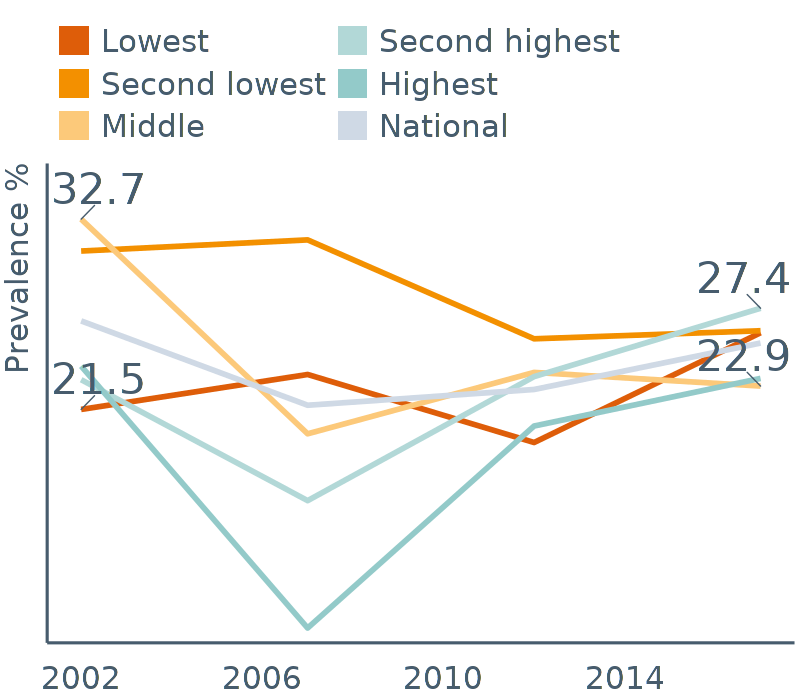 Lowest
Second lowest
Middle
Second highest
Highest
National
Prevalence %
32.7
21.5
27.4
22.9
2002 2006 2010 2014